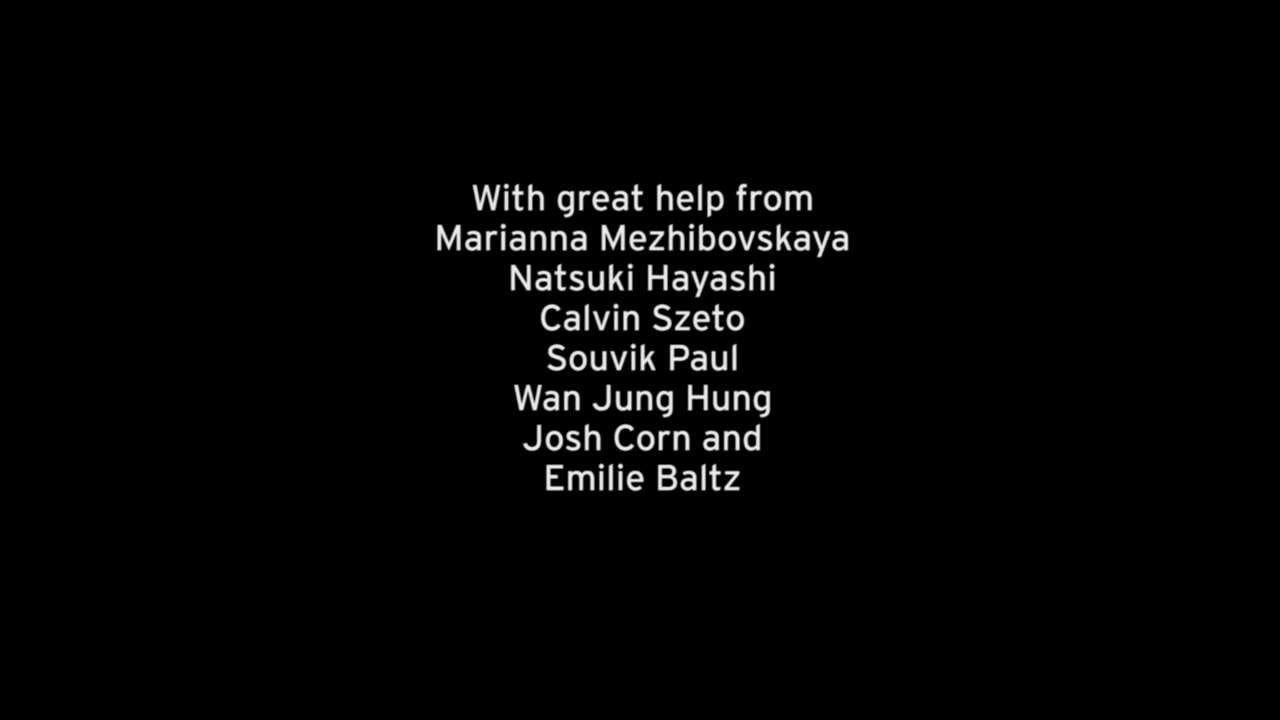 With great help from
Marianna Mezhibovskaya
Natsuki Hayashi
Calvin Szeto
Souvik Paul
Wan Jung Hung
Josh Corn and
Emilie Baltz